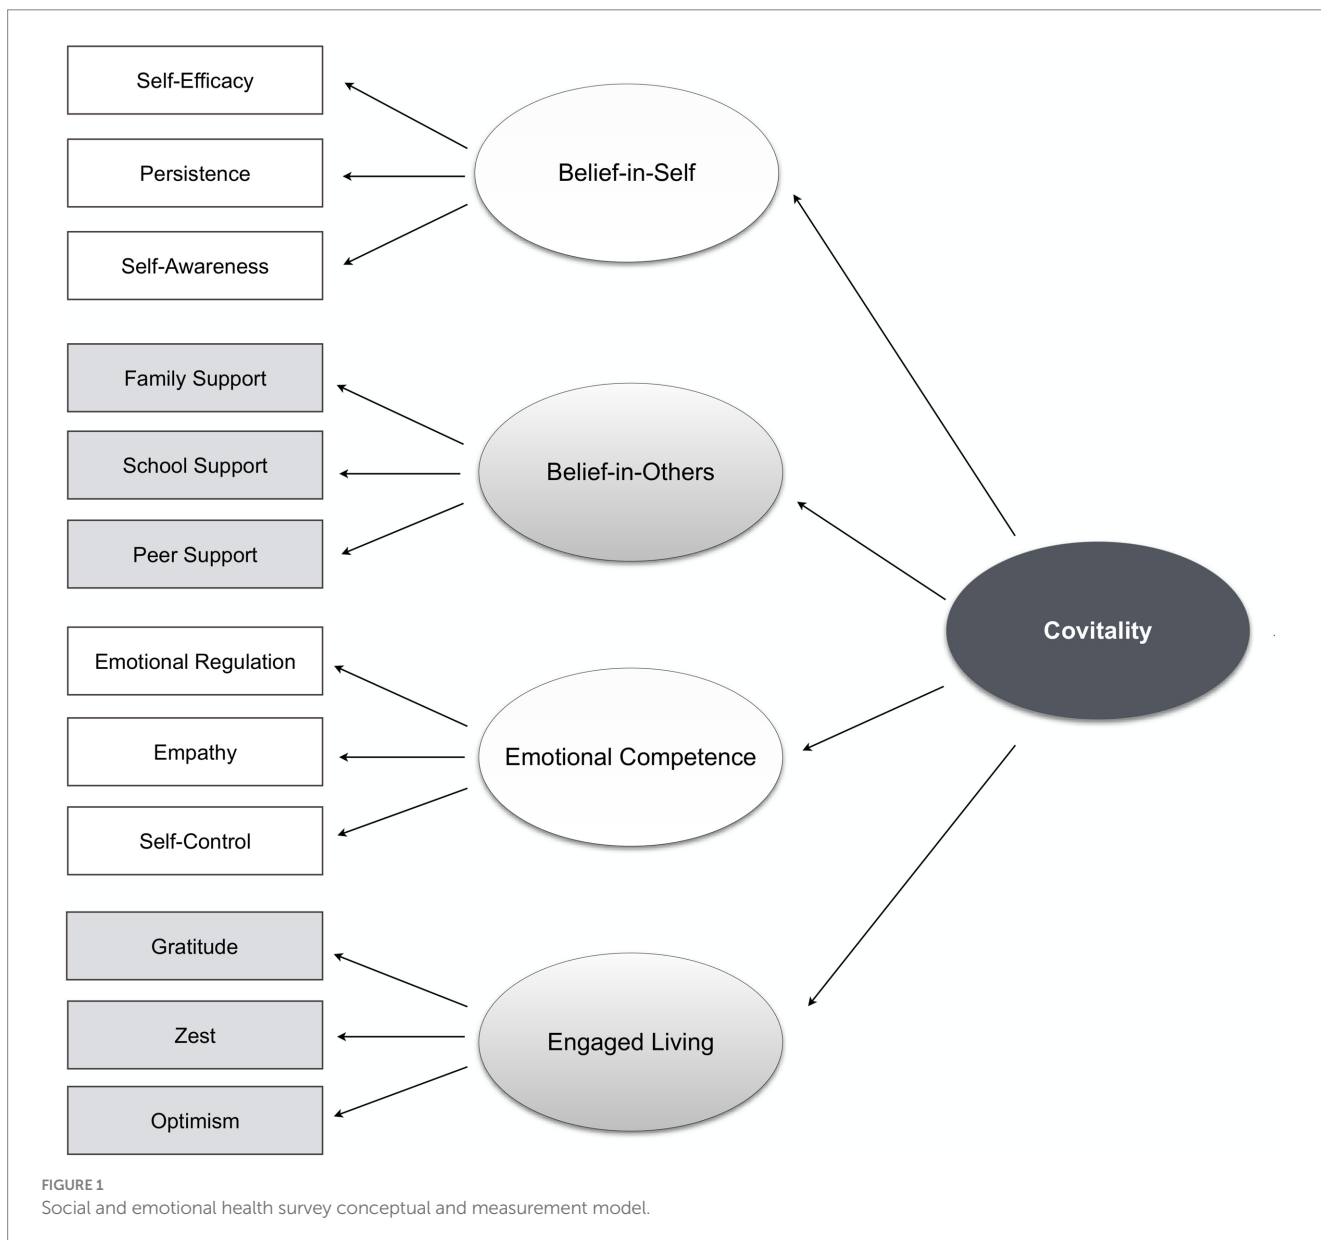 Self-Efficacy
Persistence
Self-Awareness
Belief-in-Self
Family Support
School Support
Peer Support
Belief-in-Others
Emotional Regulation
Empathy
Self-Control
Emotional Competence
Gratitude
Zest
Optimism
Engaged Living
Covitality
FIGURE 1
Social and emotional health survey conceptual and measurement model.